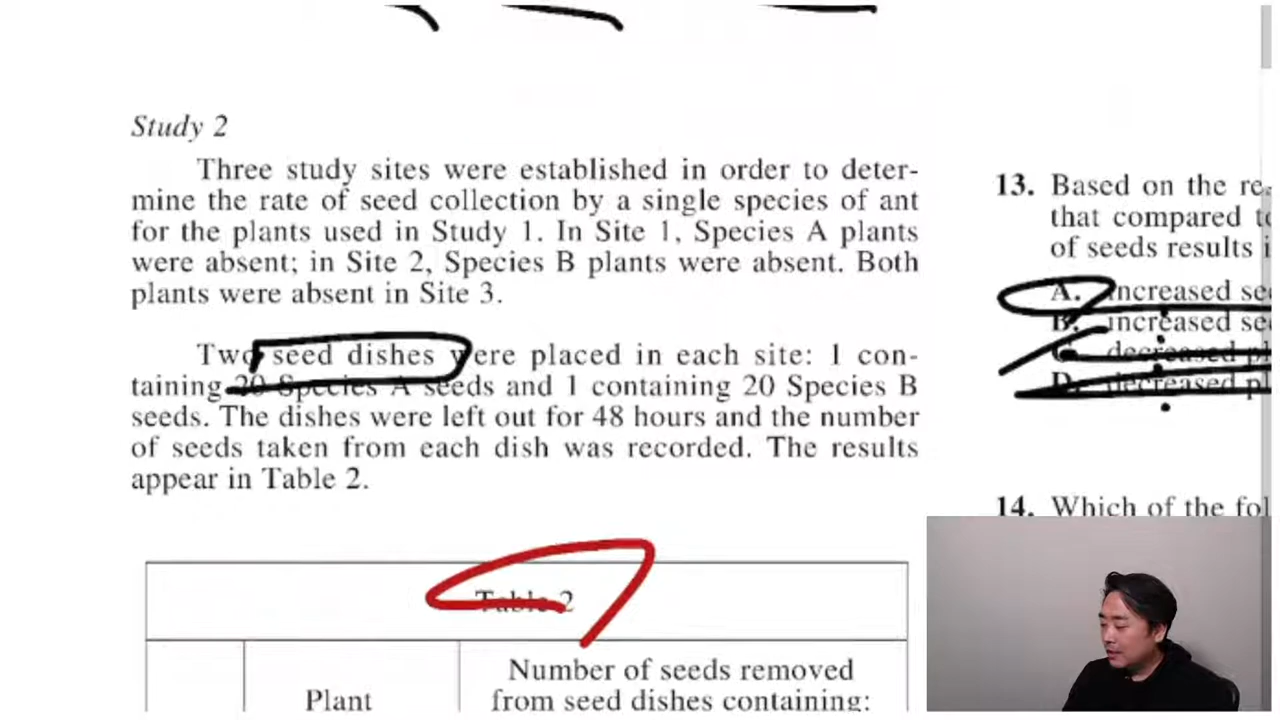 Study 2
Three study sites were established in order to deter-
mine the rate of seed collection by a single species of ant
for the plants used in Study 1. In Site 1, Species A plants
were absent; in Site 2, Species B plants were absent. Both
plants were absent in Site 3.
Two seed dishes were placed in each site: 1 con-
taining 20 Species A seeds and 1 containing 20 Species B
seeds. The dishes were left out for 48 hours and the number
of seeds taken from each dish was recorded. The results
appear in Table 2.
Table 2
Plant
Number of seeds removed
from seed dishes containing:
13. Based on the re
that compared to
of seeds results i
A. increased see
B. increased see
C. decreased pl
D. decreased pl
14. Which of the fol